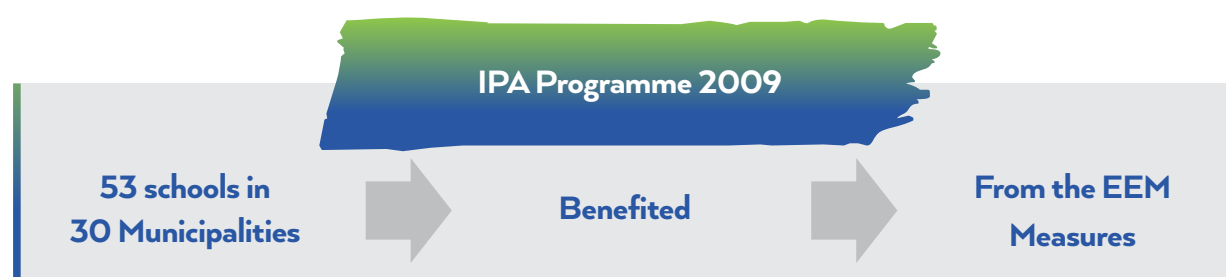 IPA Programme 2009
53 schools in
30 Municipalities
Benefited
From the EEM
Measures